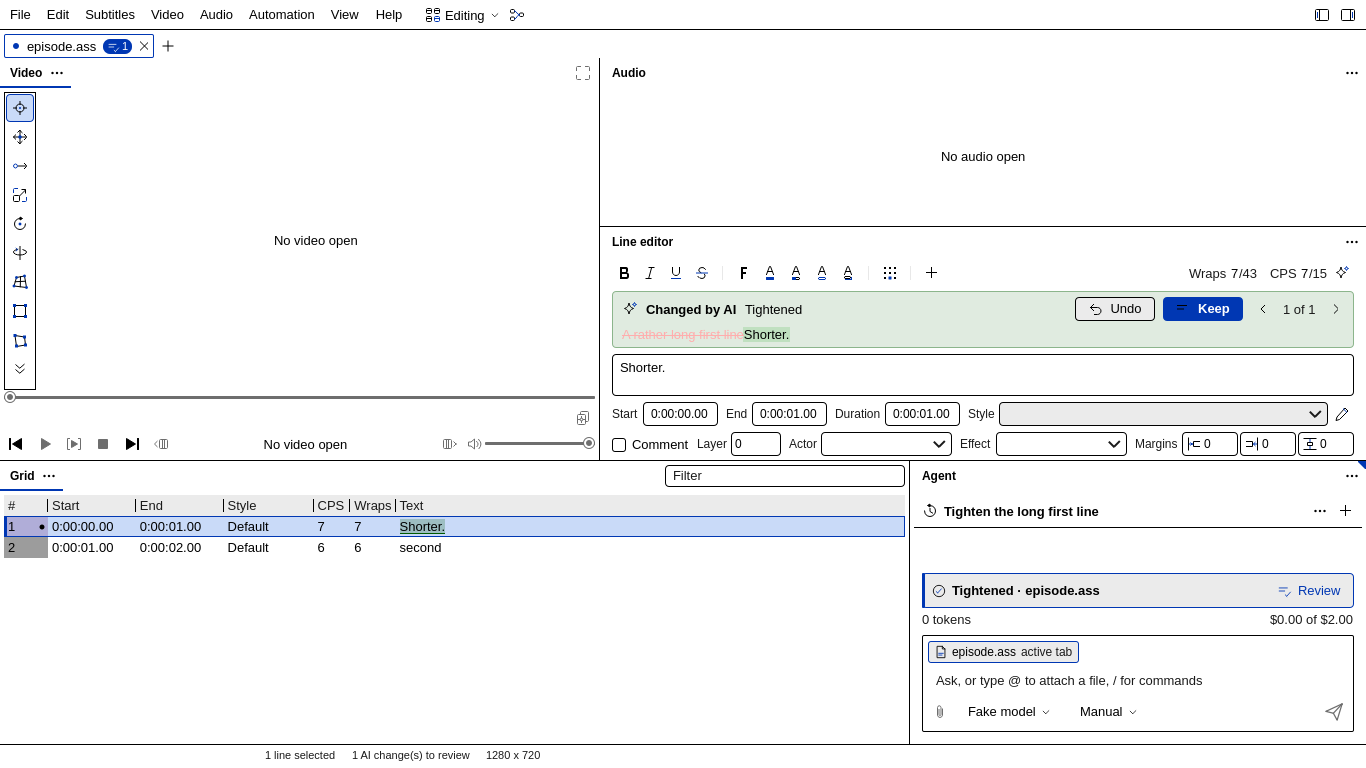 File Edit Subtitles Video Audio Automation View Help Editing
episode.ass 1
Video
Audio
No video open
No audio open
Line editor
B I U S F A A A A Wraps 7/43 CPS 7/15
Changed by AI Tightened Undo Keep 1 of 1
A rather long first lineShorter.
Shorter.
Start 0:00:00.00 End 0:00:01.00 Duration 0:00:01.00 Style
No video open
Comment Layer 0 Actor Effect Margins 0 0 0
Grid Filter
# Start End Style CPS Wraps Text
1 0:00:00.00 0:00:01.00 Default 7 7 Shorter.
2 0:00:01.00 0:00:02.00 Default 6 6 second
Agent
Tighten the long first line
Tightened · episode.ass Review
0 tokens $0.00 of $2.00
episode.ass active tab
Ask, or type @ to attach a file, / for commands
Fake model Manual
1 line selected 1 AI change(s) to review 1280 x 720